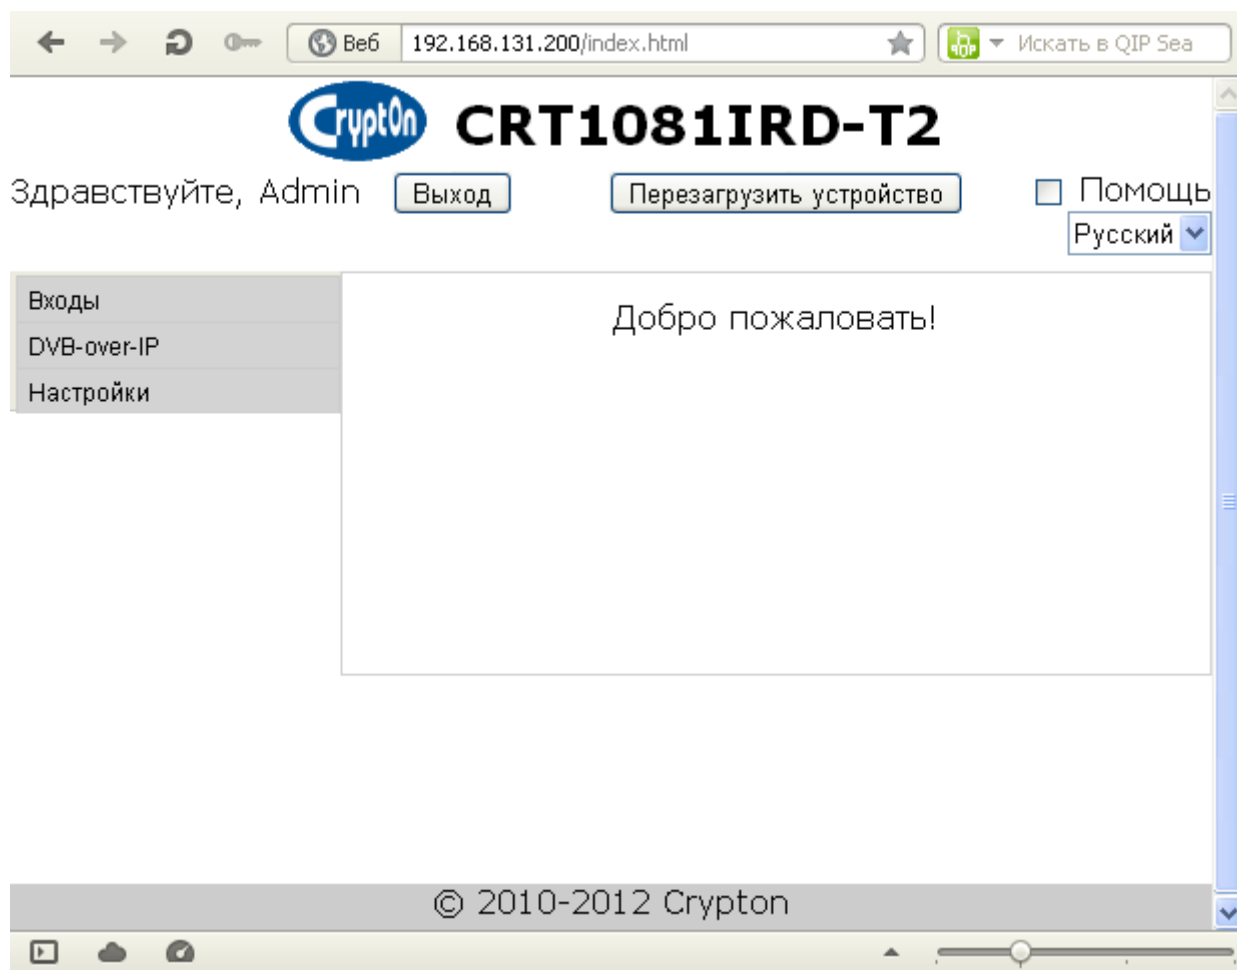 Веб 192.168.131.200/index.html Искать в QIP Sea
CryptOn CRT1081IRD-T2
Здравствуйте, Admin Выход Перезагрузить устройство Помощь
Русский
Входы
Добро пожаловать!
DVB-over-IP
Настройки
© 2010-2012 Crypton